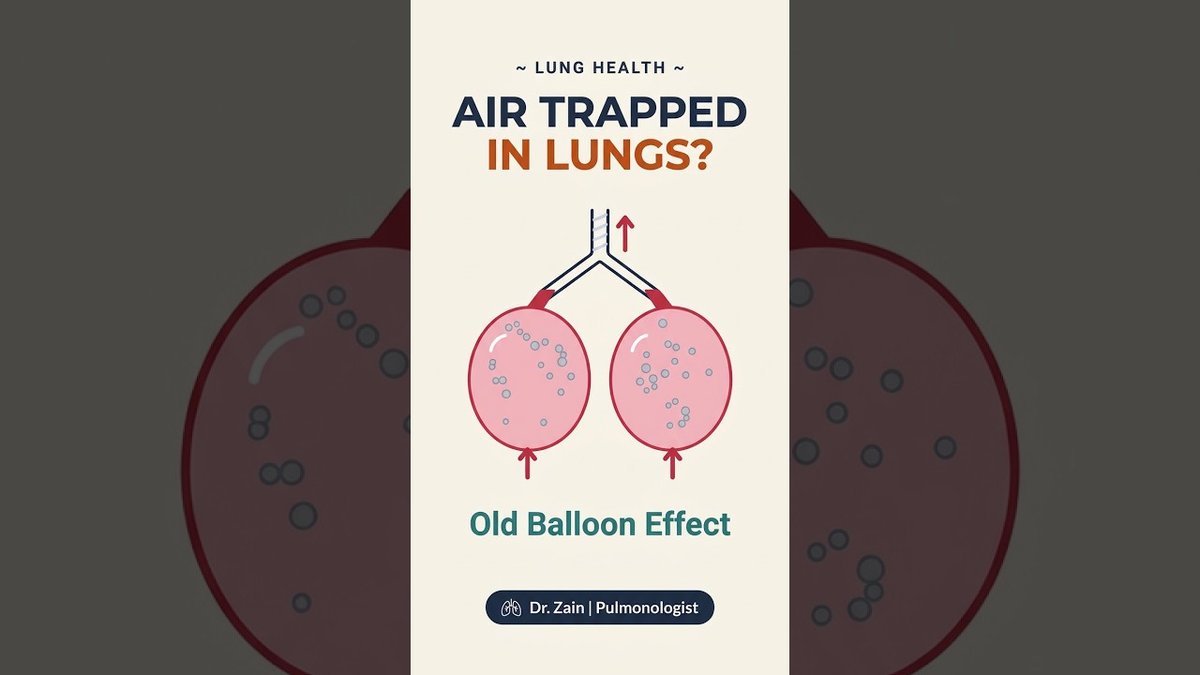 ~ LUNG HEALTH ~
AIR TRAPPED
IN LUNGS?
Old Balloon Effect
Dr. Zain | Pulmonologist